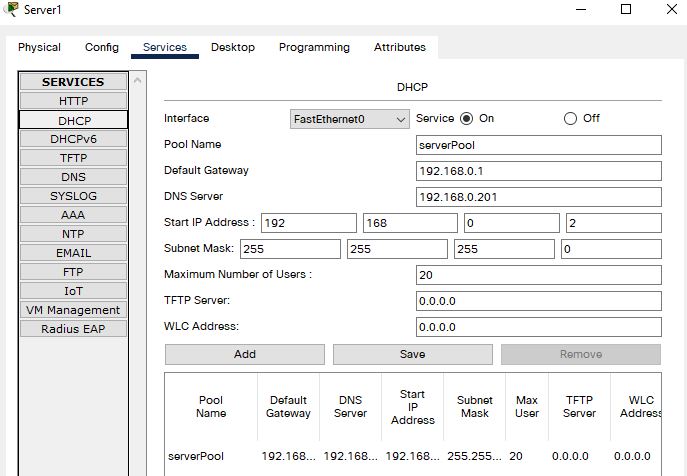 Server1
Physical Config Services Desktop Programming Attributes
SERVICES
HTTP
DHCP
DHCPv6
TFTP
DNS
SYSLOG
AAA
NTP
EMAIL
FTP
IoT
VM Management
Radius EAP
DHCP
Interface FastEthernet0 Service On Off
Pool Name serverPool
Default Gateway 192.168.0.1
DNS Server 192.168.0.201
Start IP Address : 192 168 0 2
Subnet Mask: 255 255 255 0
Maximum Number of Users : 20
TFTP Server: 0.0.0.0
WLC Address: 0.0.0.0
Add Save Remove
Pool Name Default Gateway DNS Server Start IP Address Subnet Mask Max User TFTP Server WLC Address
serverPool 192.168... 192.168... 192.168... 255.255... 20 0.0.0.0 0.0.0.0